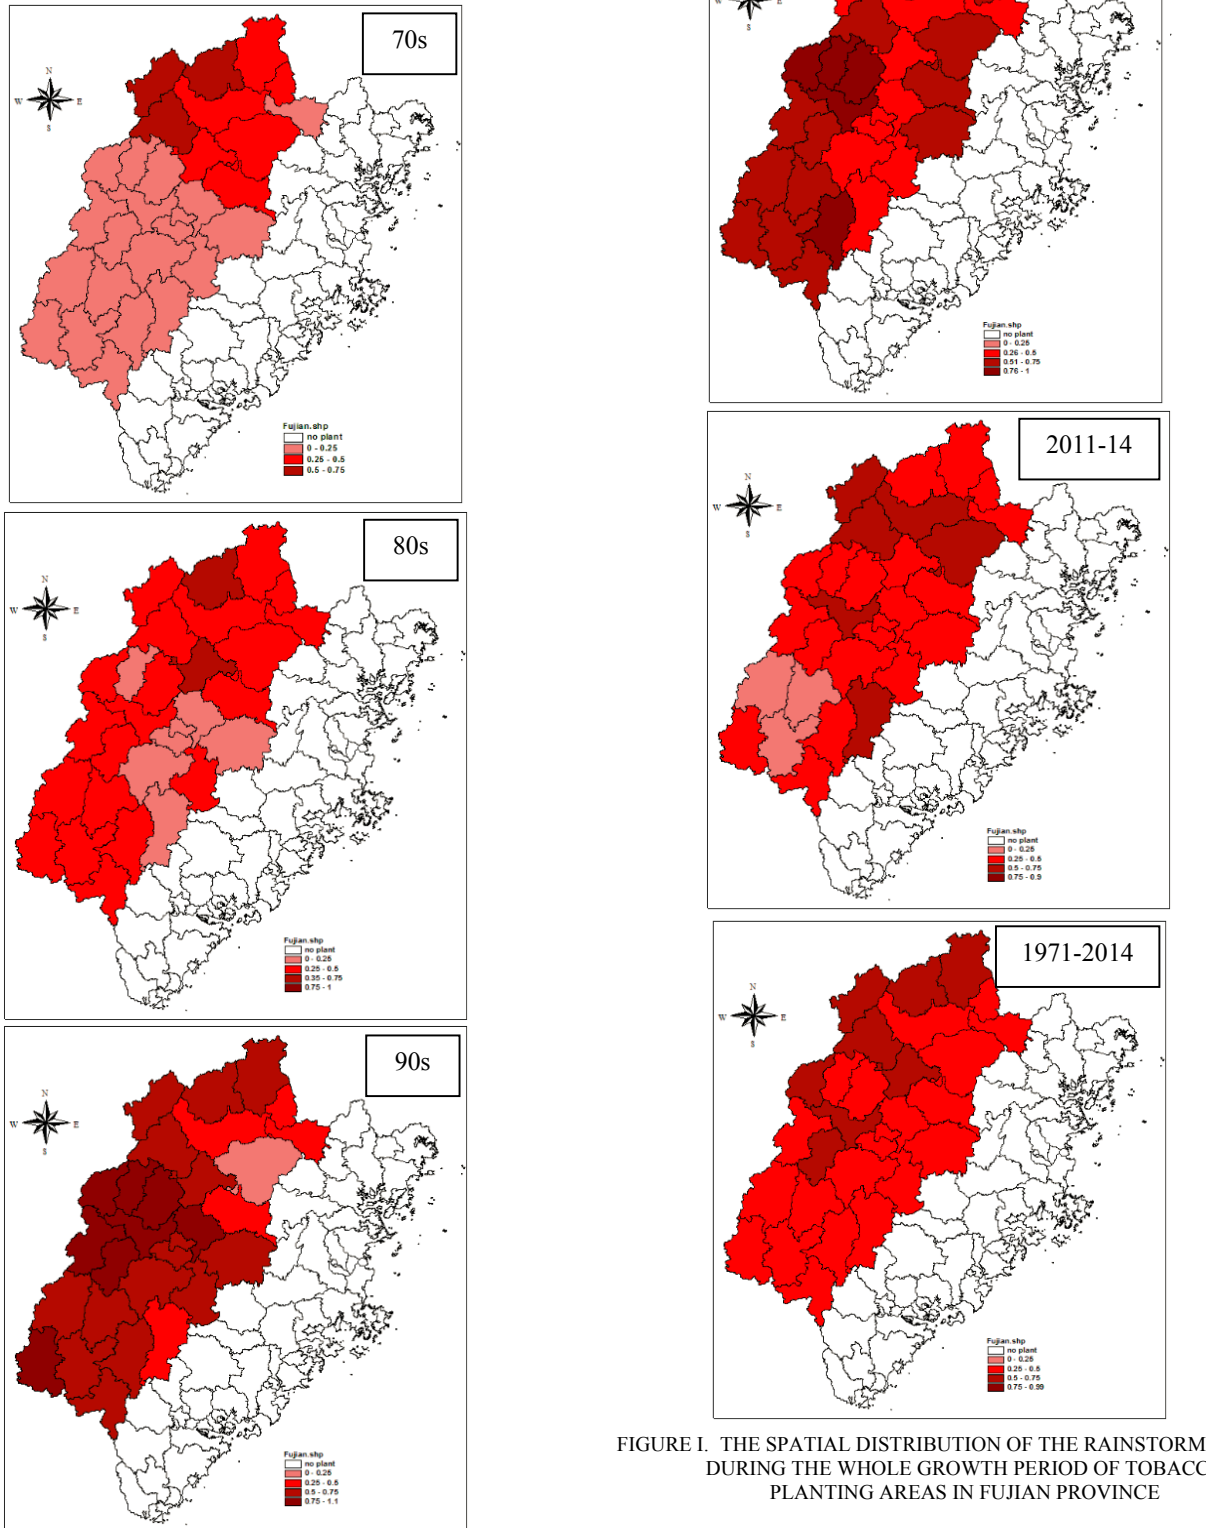 70s
N
W
E
S
Fujian.shp
no plant
0 - 0.25
0.25 - 0.5
0.5 - 0.75
80s
N
W
E
S
Fujian.shp
no plant
0 - 0.25
0.25 - 0.5
0.35 - 0.75
0.75 - 1
90s
N
W
E
S
Fujian.shp
no plant
0 - 0.25
0.25 - 0.5
0.5 - 0.75
0.75 - 1.1
W
E
S
Fujian.shp
no plant
0 - 0.25
0.26 - 0.5
0.51 - 0.75
0.76 - 1
2011-14
N
W
E
S
Fujian.shp
no plant
0 - 0.25
0.25 - 0.5
0.5 - 0.75
0.75 - 0.9
1971-2014
N
W
E
S
Fujian.shp
no plant
0 - 0.25
0.25 - 0.5
0.5 - 0.75
0.75 - 0.99
FIGURE I. THE SPATIAL DISTRIBUTION OF THE RAINSTORM
DURING THE WHOLE GROWTH PERIOD OF TOBACC
PLANTING AREAS IN FUJIAN PROVINCE